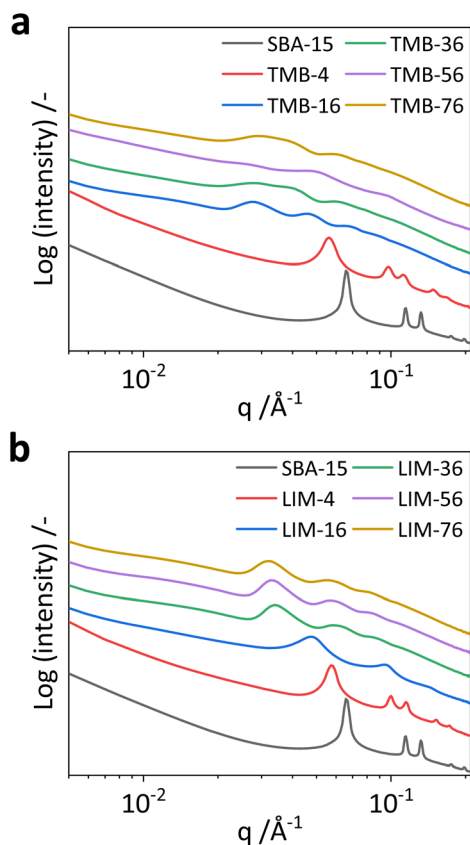 a
SBA-15 TMB-36
TMB-4 TMB-56
TMB-16 TMB-76
Log (intensity) /-
10⁻² 10⁻¹
q /Å⁻¹
b
SBA-15 LIM-36
LIM-4 LIM-56
LIM-16 LIM-76
Log (intensity) /-
10⁻² 10⁻¹
q /Å⁻¹